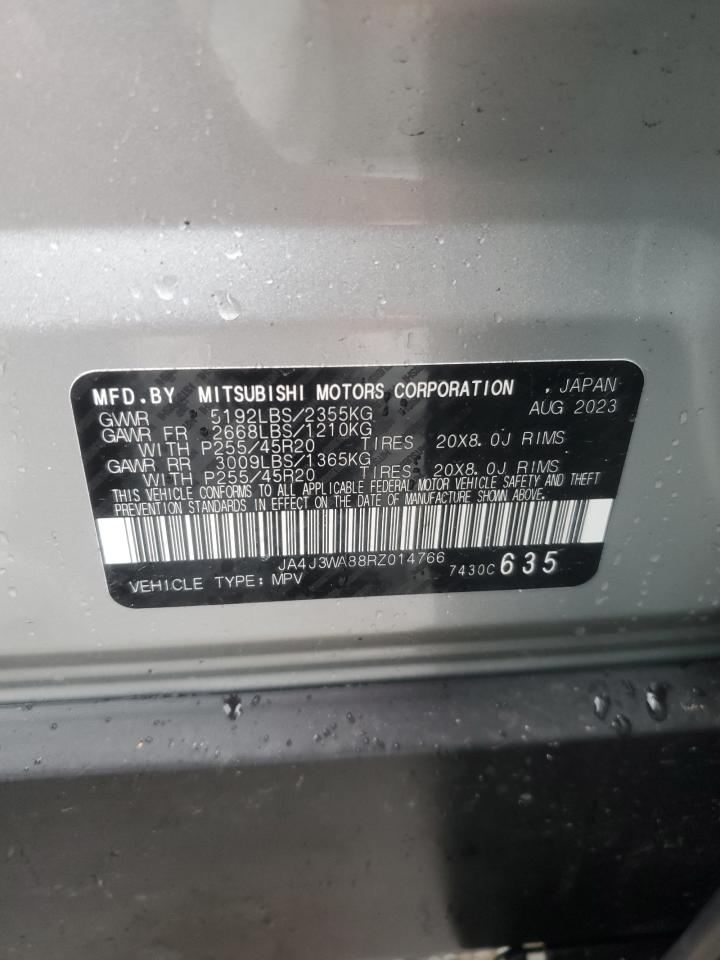 MFD.BY MITSUBISHI MOTORS CORPORATION , JAPAN
GVWR 5192LBS/2355KG AUG 2023
GAWR FR 2668LBS/1210KG
WITH P255/45R20 TIRES 20X8.0J RIMS
GAWR RR 3009LBS/1365KG
WITH P255/45R20 TIRES 20X8.0J RIMS
THIS VEHICLE CONFORMS TO ALL APPLICABLE FEDERAL MOTOR VEHICLE SAFETY AND THEFT
PREVENTION STANDARDS IN EFFECT ON THE DATE OF MANUFACTURE SHOWN ABOVE.
JA4J3WA88RZ014766
VEHICLE TYPE: MPV 7430C 635